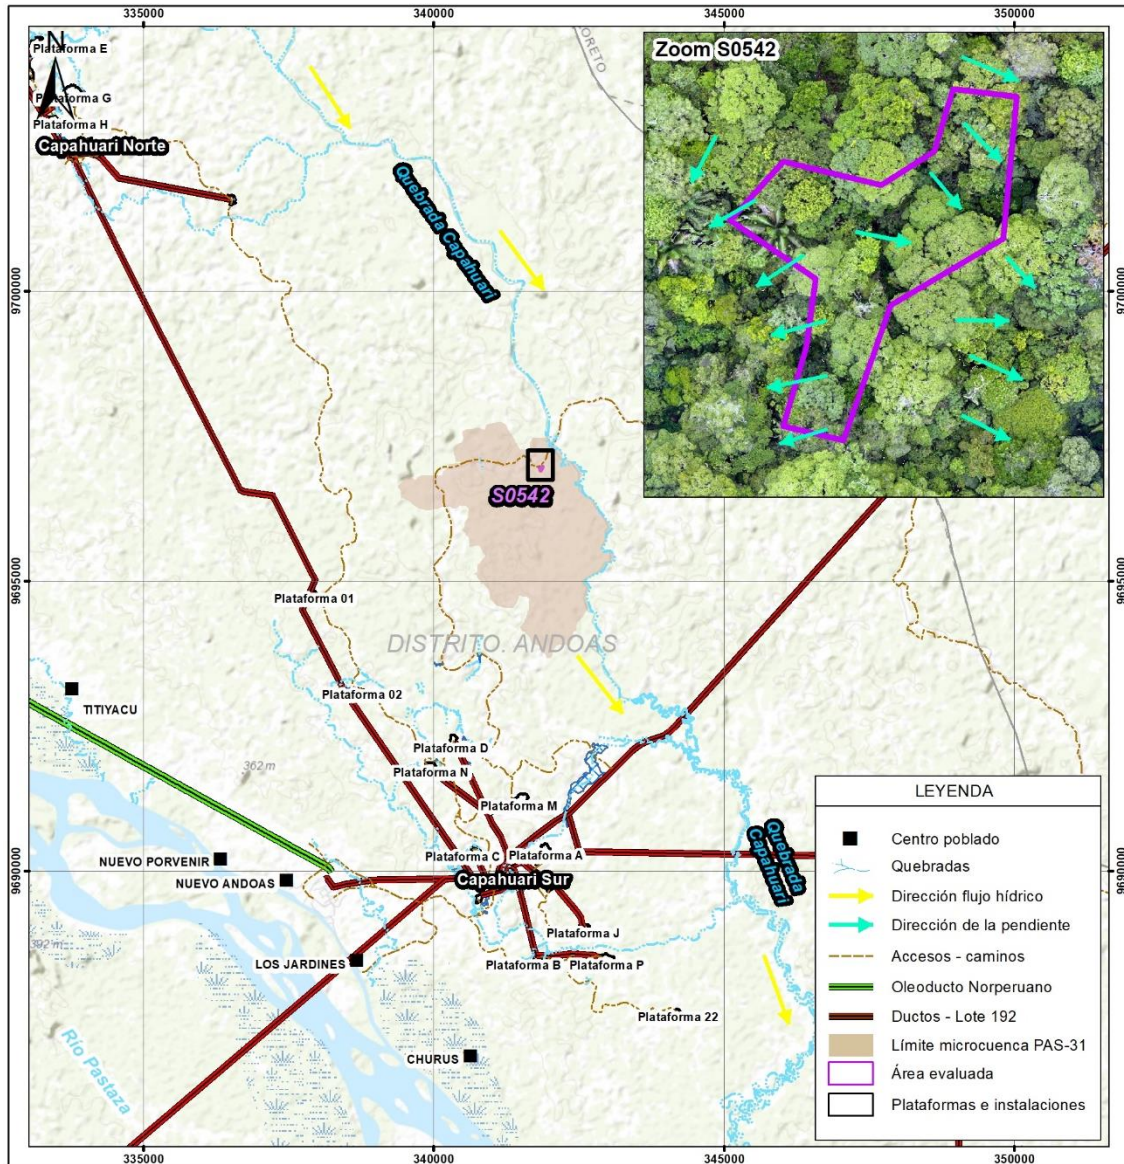 335000
340000
345000
350000
N
Plataforma E
Plataforma G
Plataforma H
Capahuari Norte
LORETO
Zoom S0542
Quebrada Capahuari
9700000
9700000
S0542
9695000
9695000
Plataforma 01
DISTRITO. ANDOAS
Plataforma 02
TITIYACU
Plataforma D
362 m
Plataforma N
Plataforma M
NUEVO PORVENIR
Plataforma C
Plataforma A
NUEVO ANDOAS
Capahuari Sur
Quebrada
Capahuari
9690000
9690000
Plataforma J
LOS JARDINES
Plataforma B
Plataforma P
Plataforma 22
Río Pastaza
CHURUS
LEYENDA
Centro poblado
Quebradas
Dirección flujo hídrico
Dirección de la pendiente
Accesos - caminos
Oleoducto Norperuano
Ductos - Lote 192
Límite microcuenca PAS-31
Área evaluada
Plataformas e instalaciones
335000
340000
345000
350000